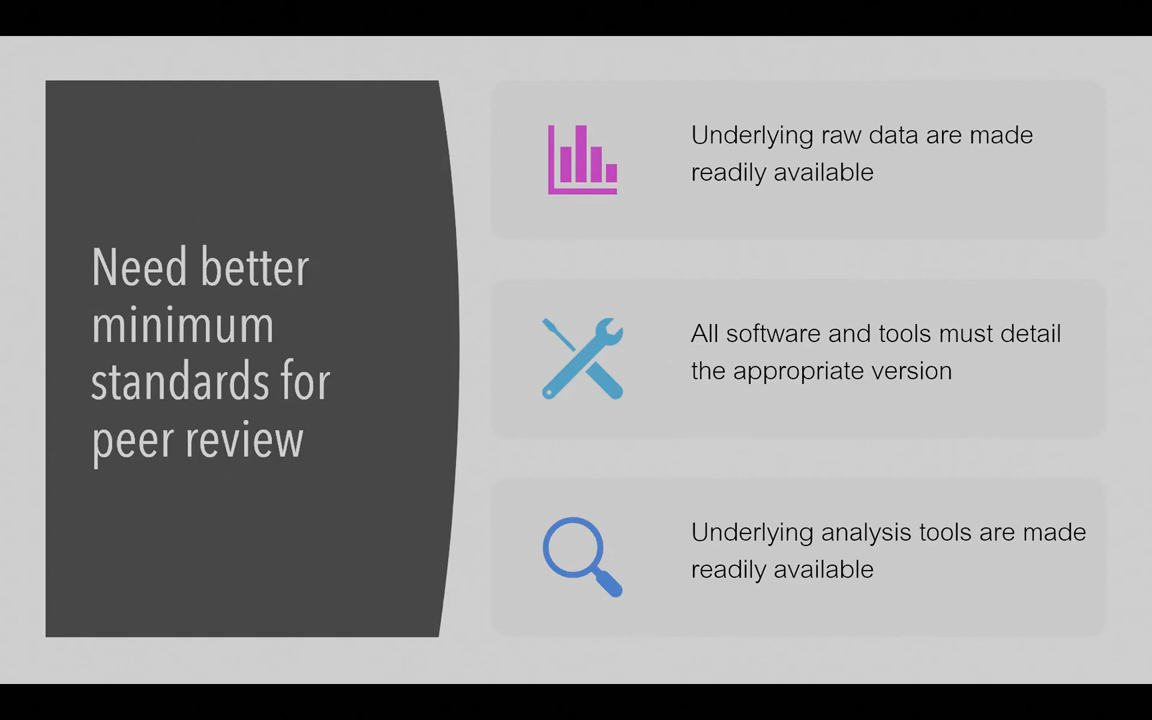 Need better
minimum
standards for
peer review
Underlying raw data are made
readily available
All software and tools must detail
the appropriate version
Underlying analysis tools are made
readily available